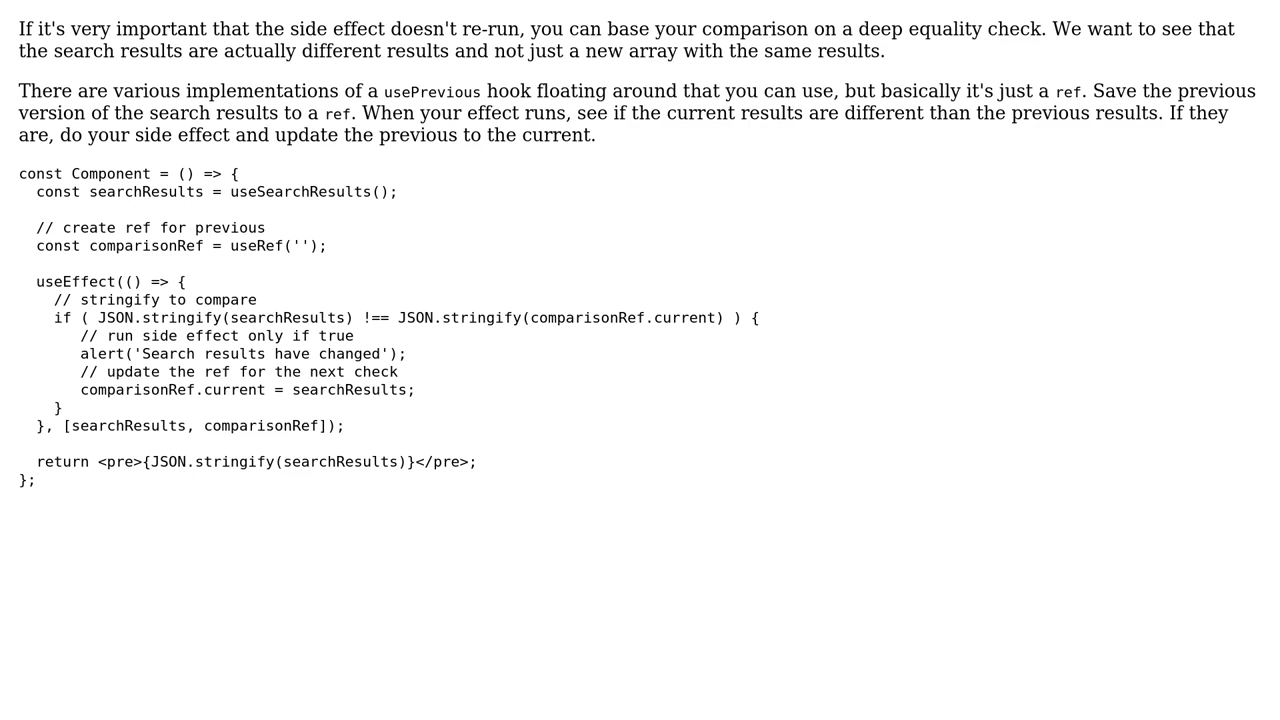 If it's very important that the side effect doesn't re-run, you can base your comparison on a deep equality check. We want to see that
the search results are actually different results and not just a new array with the same results.
There are various implementations of a usePrevious hook floating around that you can use, but basically it's just a ref. Save the previous
version of the search results to a ref. When your effect runs, see if the current results are different than the previous results. If they
are, do your side effect and update the previous to the current.
const Component = () => {
  const searchResults = useSearchResults();

  // create ref for previous
  const comparisonRef = useRef('');

  useEffect(() => {
    // stringify to compare
    if ( JSON.stringify(searchResults) !== JSON.stringify(comparisonRef.current) ) {
       // run side effect only if true
       alert('Search results have changed');
       // update the ref for the next check
       comparisonRef.current = searchResults;
    }
  }, [searchResults, comparisonRef]);

  return <pre>{JSON.stringify(searchResults)}</pre>;
};